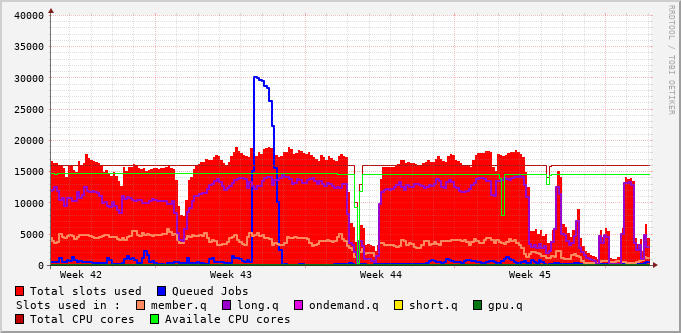 40000
35000
30000
25000
20000
15000
10000
5000
0
Week 42 Week 43 Week 44 Week 45
RRDTOOL / TOBI OETIKER
Total slots used Queued Jobs
Slots used in : member.q long.q ondemand.q short.q gpu.q
Total CPU cores Availale CPU cores